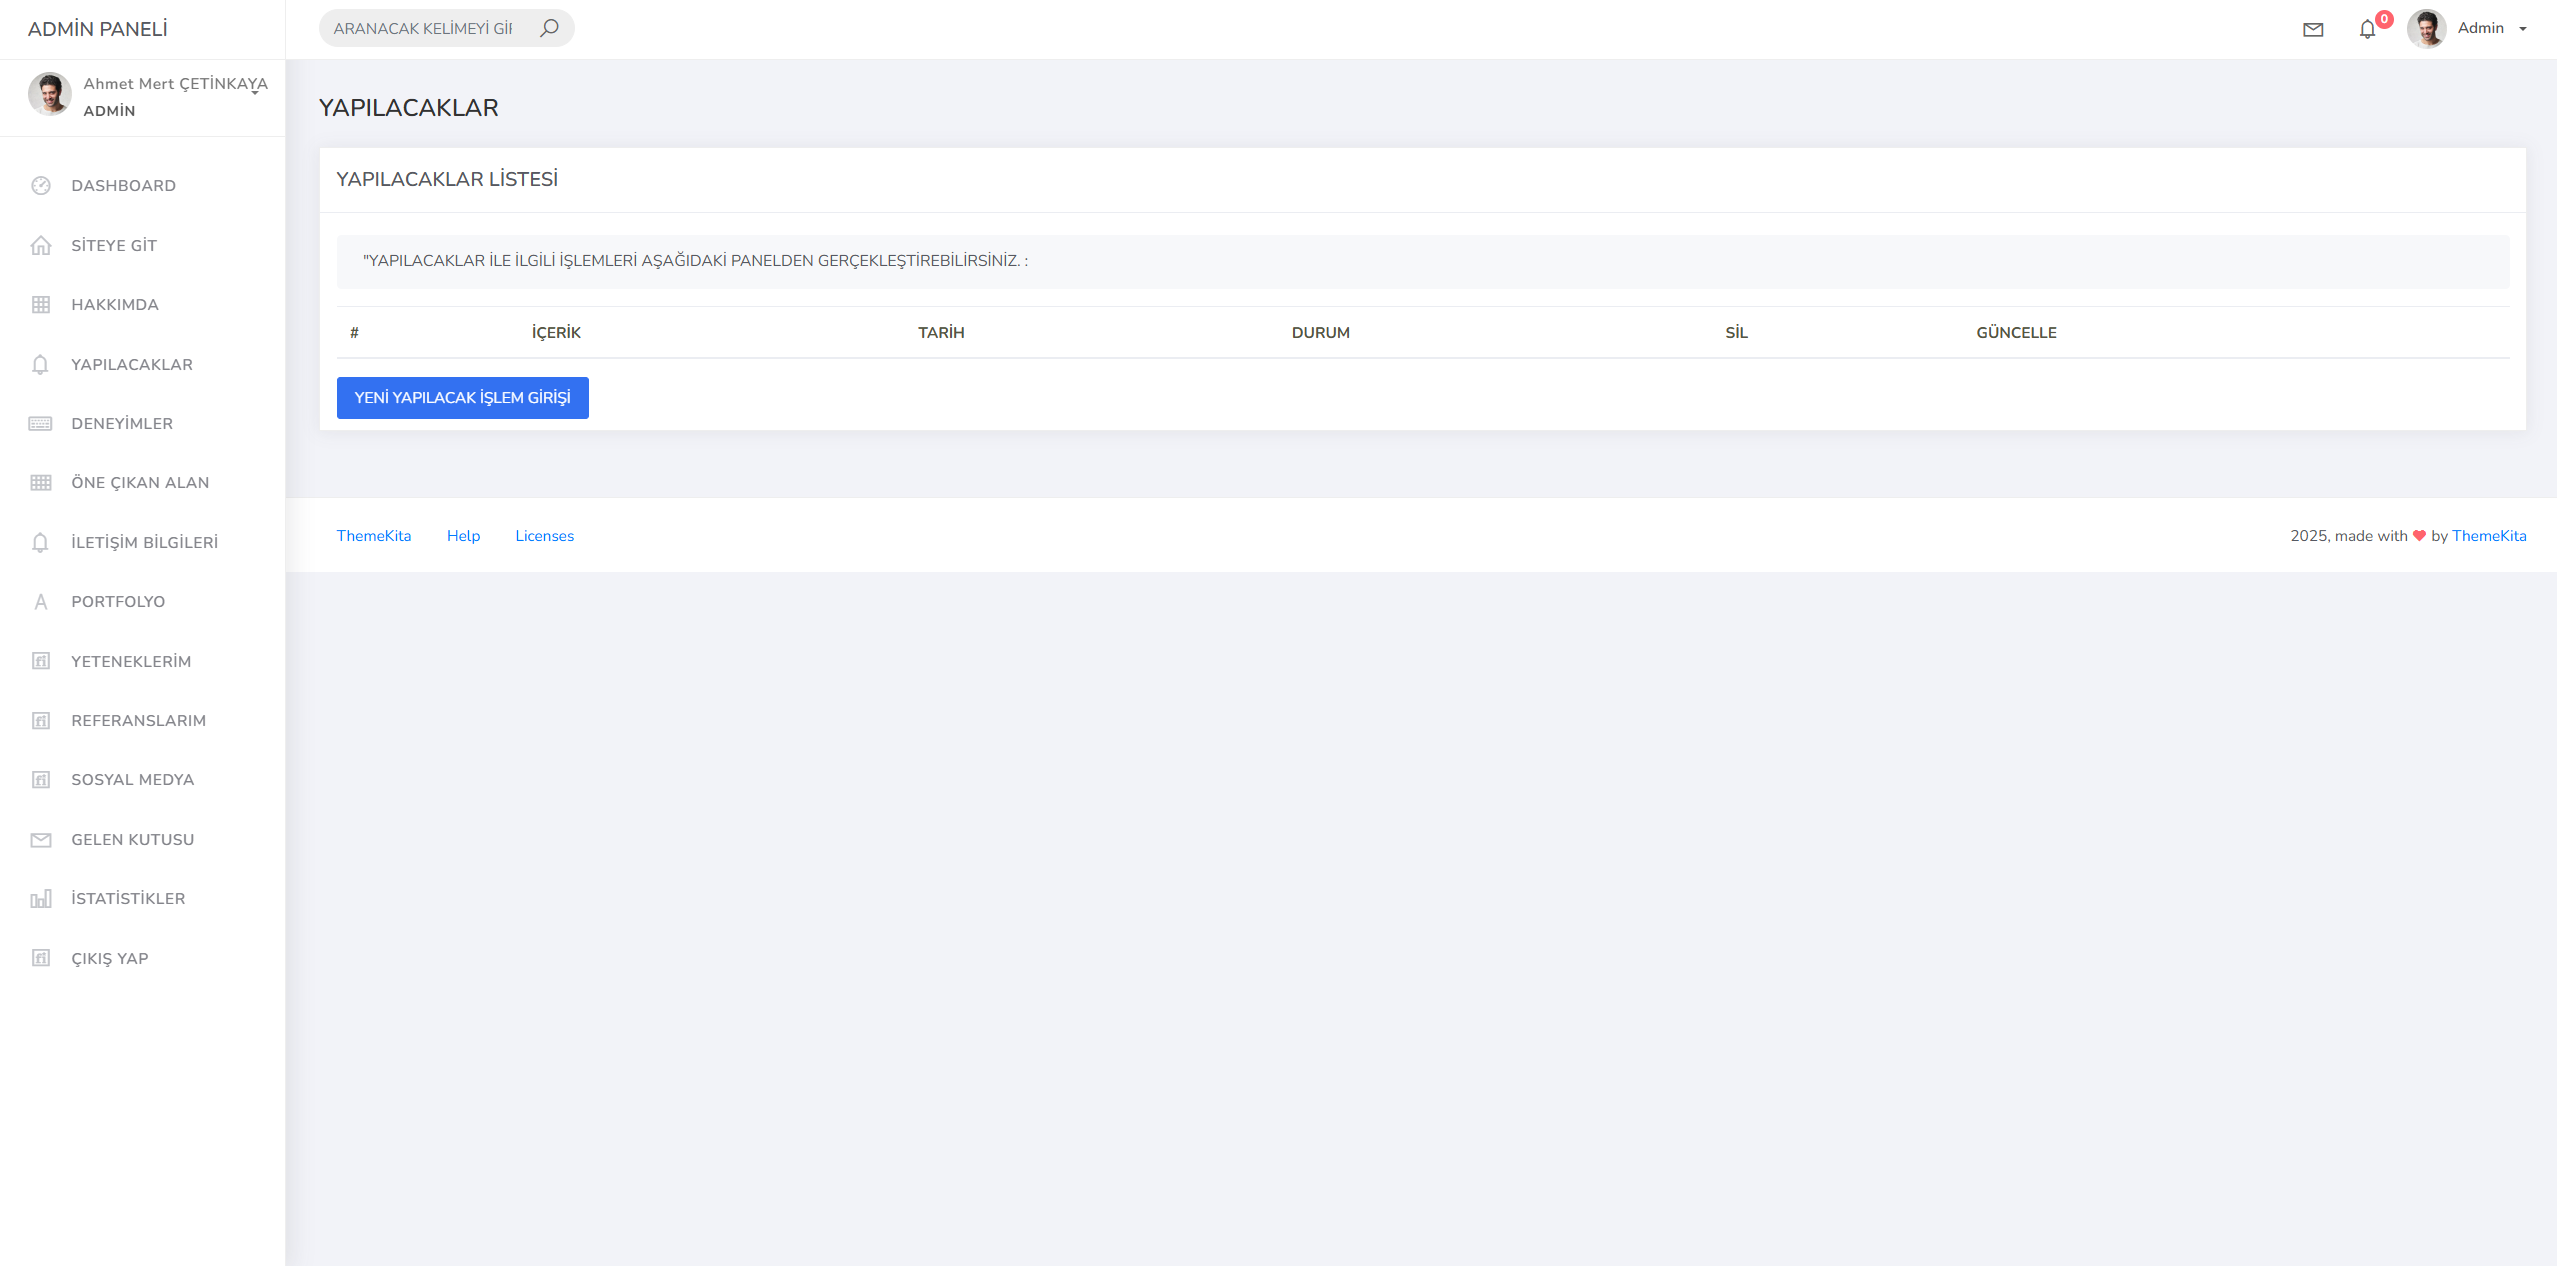 ADMİN PANELİ
ARANACAK KELİMEYİ GİF
0
Admin
Ahmet Mert ÇETİNKAYA
ADMİN
DASHBOARD
SİTEYE GİT
HAKKIMDA
YAPILACAKLAR
DENEYİMLER
ÖNE ÇIKAN ALAN
İLETİŞİM BİLGİLERİ
PORTFOLYO
YETENEKLERİM
REFERANSLARIM
SOSYAL MEDYA
GELEN KUTUSU
İSTATİSTİKLER
ÇIKIŞ YAP
YAPILACAKLAR
YAPILACAKLAR LİSTESİ
"YAPILACAKLAR İLE İLGİLİ İŞLEMLERİ AŞAĞIDAKİ PANELDEN GERÇEKLEŞTİREBİLİRSİNİZ. :
# İÇERİK TARİH DURUM SİL GÜNCELLE
YENİ YAPILACAK İŞLEM GİRİŞİ
ThemeKita Help Licenses
2025, made with by ThemeKita